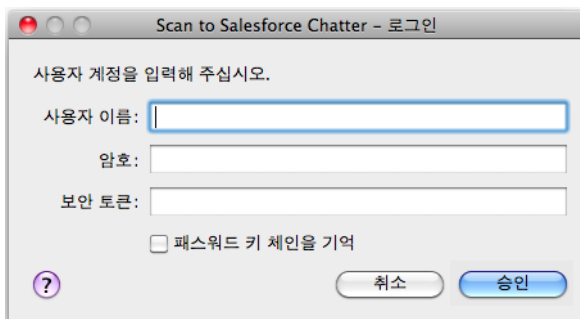 Scan to Salesforce Chatter – 로그인
사용자 계정을 입력해 주십시오.
사용자 이름:
암호:
보안 토큰:
패스워드 키 체인을 기억
?
취소
승인